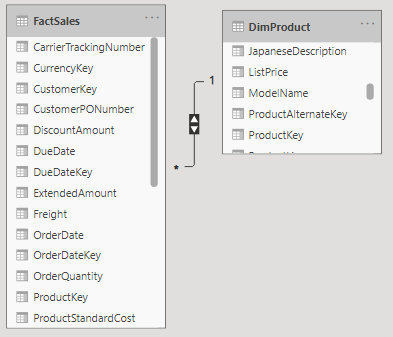 FactSales
CarrierTrackingNumber
CurrencyKey
CustomerKey
CustomerPONumber
DiscountAmount
DueDate
DueDateKey
ExtendedAmount
Freight
OrderDate
OrderDateKey
OrderQuantity
ProductKey
ProductStandardCost
1
*
DimProduct
JapaneseDescription
ListPrice
ModelName
ProductAlternateKey
ProductKey